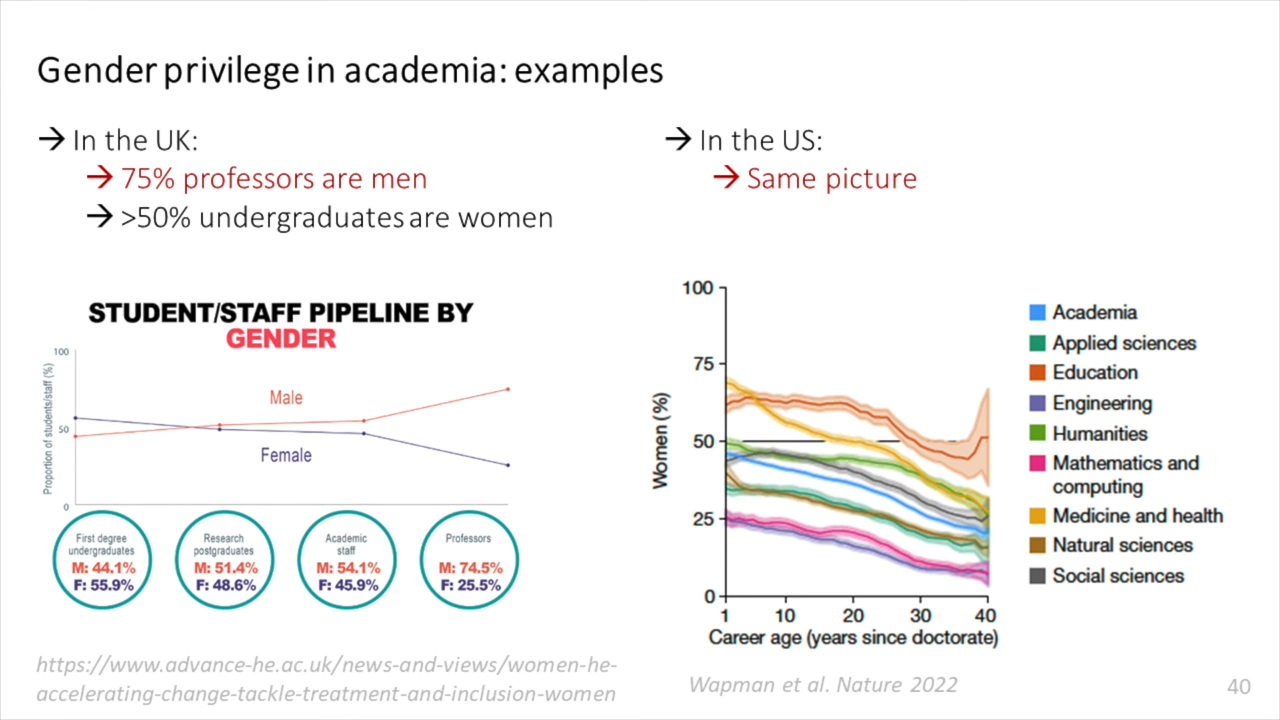 Gender privilege in academia: examples
→ In the UK:
→ 75% professors are men
→ >50% undergraduates are women
→ In the US:
→ Same picture
STUDENT/STAFF PIPELINE BY
GENDER
Proportion of students/staff (%)
100
50
0
Male
Female
First degree
undergraduates
M: 44.1%
F: 55.9%
Research
postgraduates
M: 51.4%
F: 48.6%
Academic
staff
M: 54.1%
F: 45.9%
Professors
M: 74.5%
F: 25.5%
Women (%)
100
75
50
25
0
1 10 20 30 40
Career age (years since doctorate)
Academia
Applied sciences
Education
Engineering
Humanities
Mathematics and
computing
Medicine and health
Natural sciences
Social sciences
https://www.advance-he.ac.uk/news-and-views/women-he-
accelerating-change-tackle-treatment-and-inclusion-women
Wapman et al. Nature 2022
40